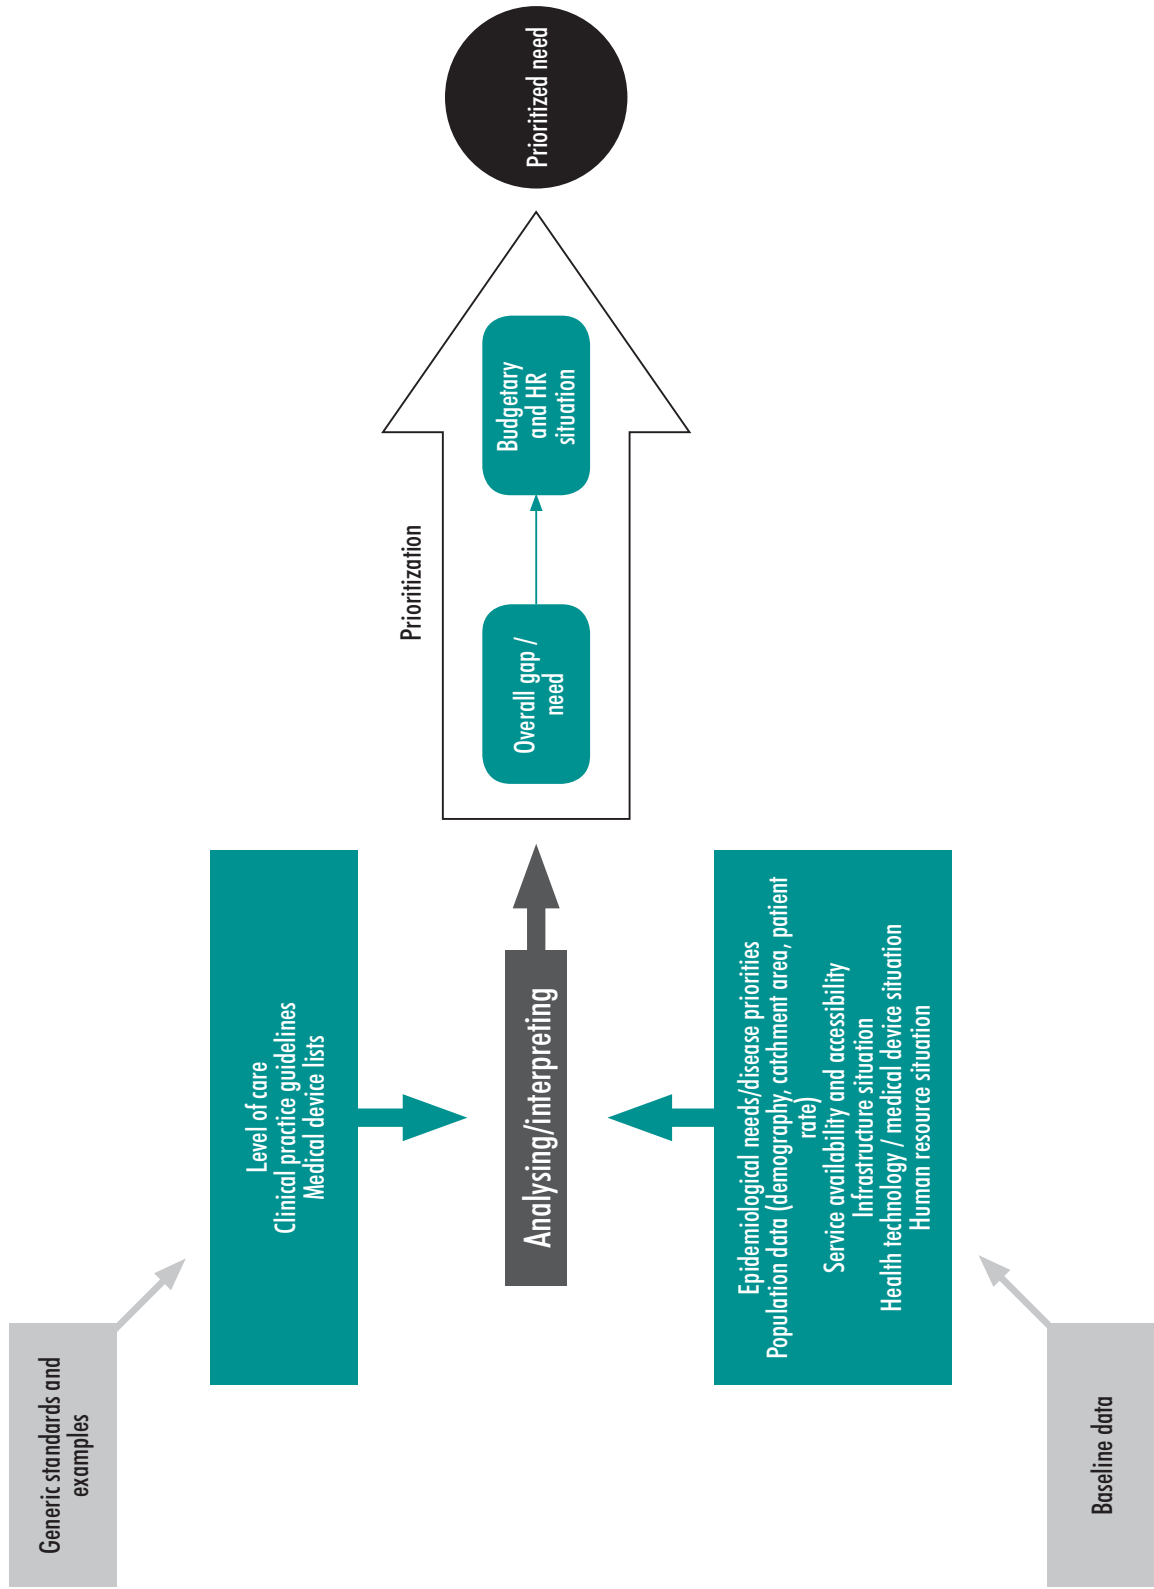 Generic standards and
examples
Level of care
Clinical practice guidelines
Medical device lists
Analysing/interpreting
Epidemiological needs/disease priorities
Population data (demography, catchment area, patient
rate)
Service availability and accessibility
Infrastructure situation
Health technology / medical device situation
Human resource situation
Baseline data
Prioritization
Overall gap /
need
Budgetary
and HR
situation
Prioritized need